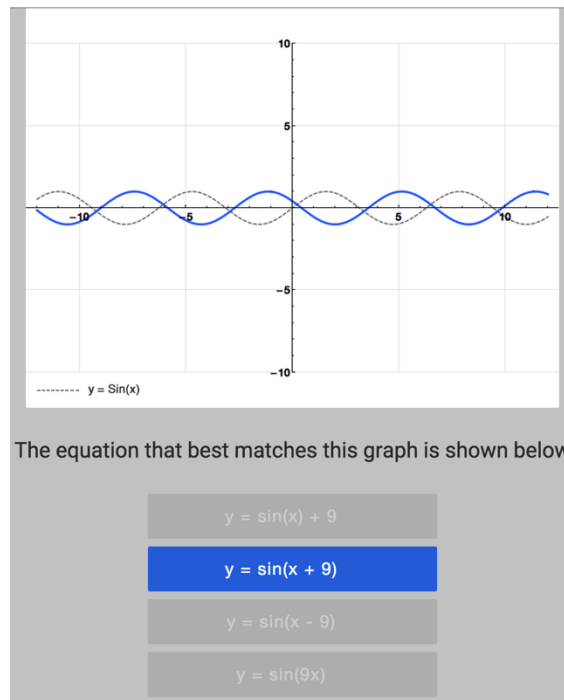 10
5
-10
-5
5
10
-5
-10
y = Sin(x)
The equation that best matches this graph is shown below
y = sin(x) + 9
y = sin(x + 9)
y = sin(x - 9)
y = sin(9x)